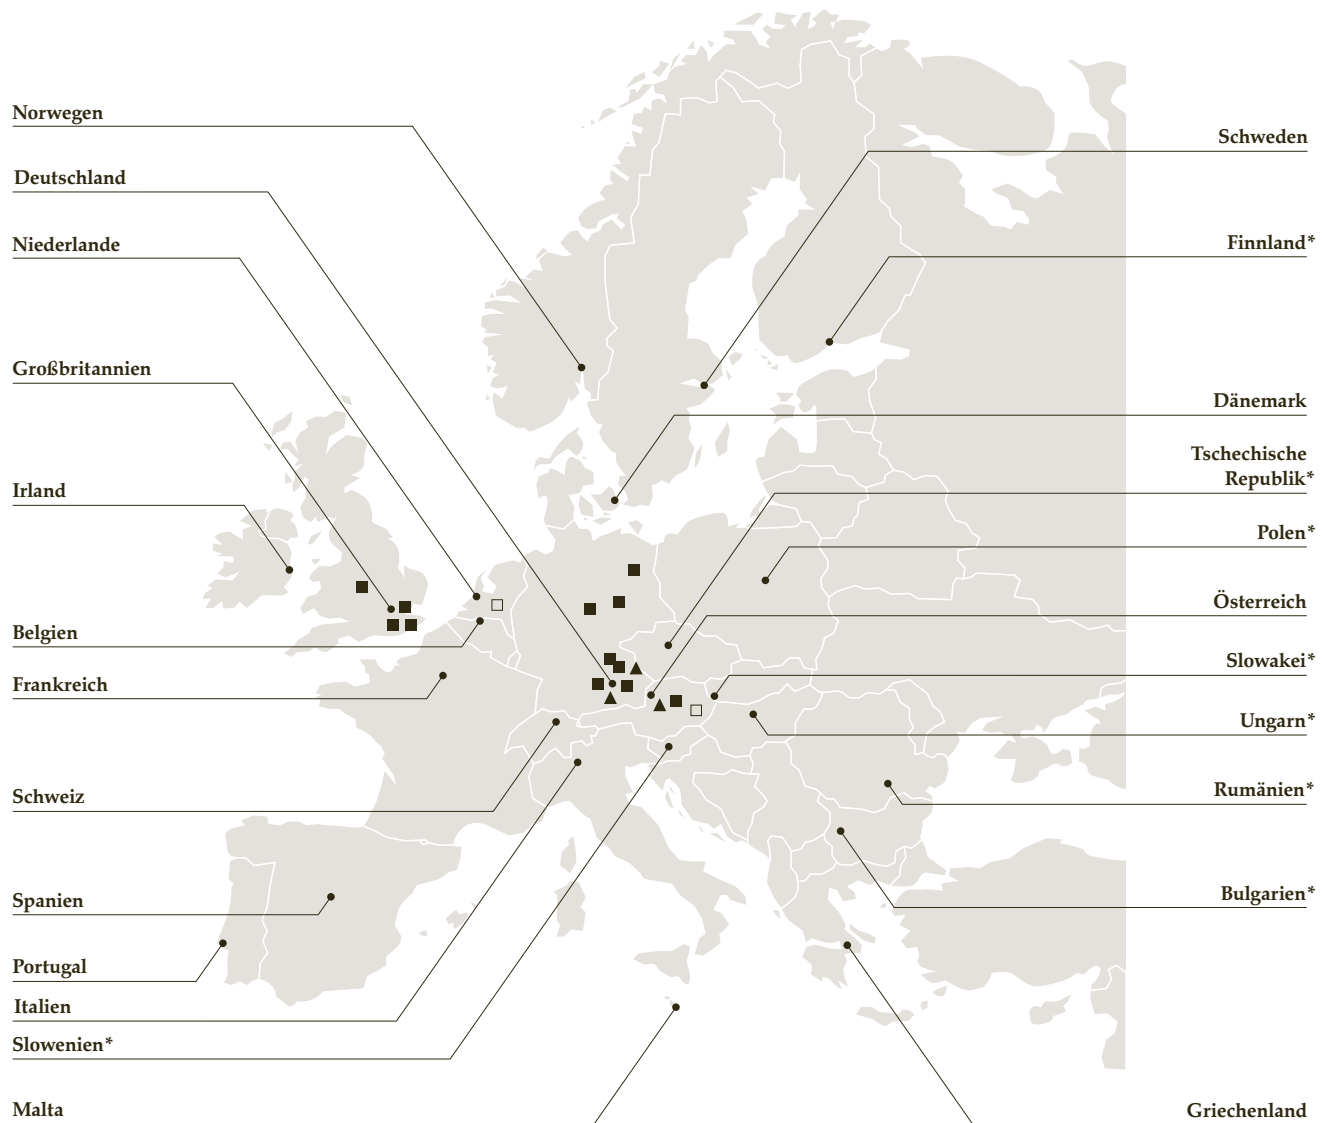 Norwegen
Schweden
Deutschland
Niederlande
Finnland*
Großbritannien
Dänemark
Tschechische
Republik*
Irland
Polen*
Österreich
Belgien
Slowakei*
Frankreich
Ungarn*
Schweiz
Rumänien*
Spanien
Bulgarien*
Portugal
Italien
Slowenien*
Malta
Griechenland